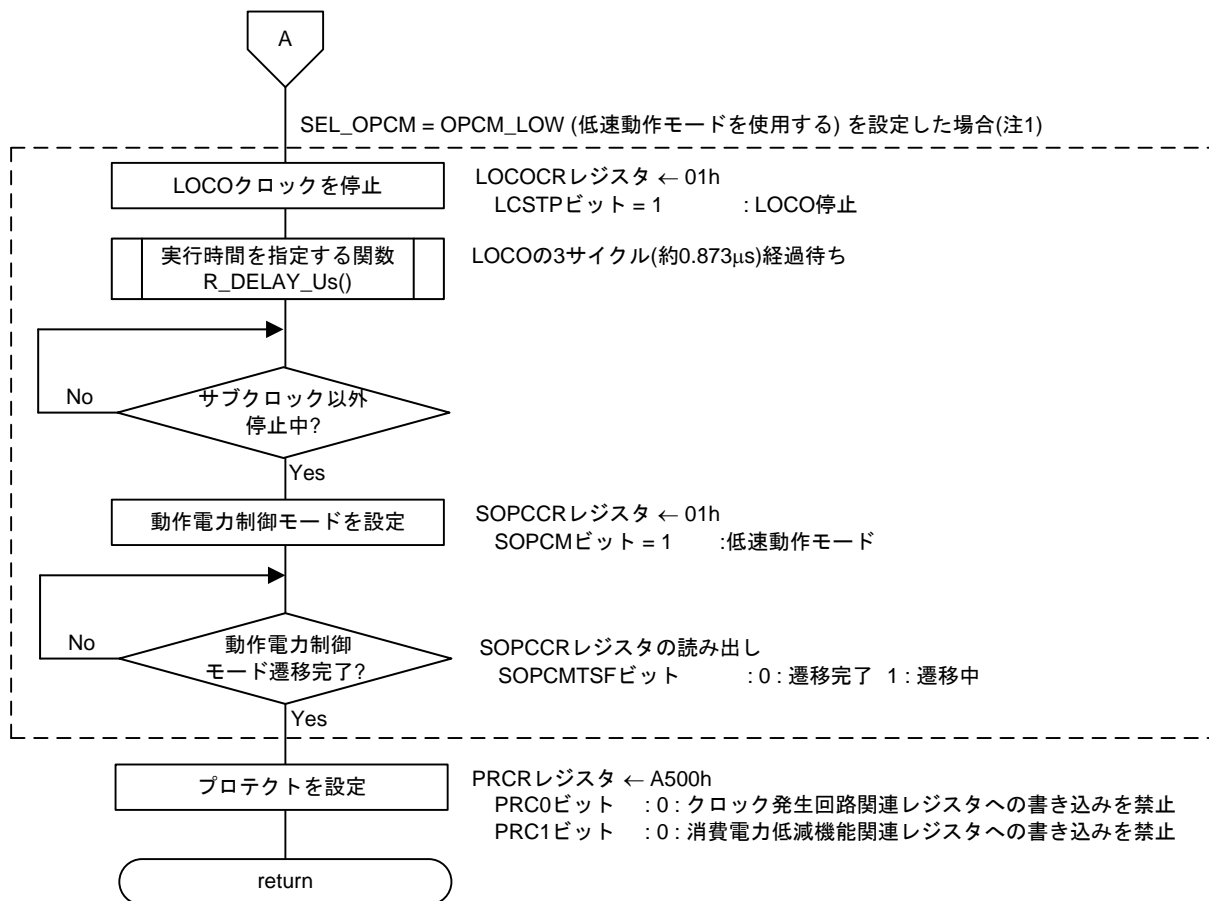 A
SEL_OPCM = OPCM_LOW (低速動作モードを使用する) を設定した場合(注1)
LOCOクロックを停止
LOCOCRレジスタ ← 01h
LCSTPビット = 1 : LOCO停止
実行時間を指定する関数
R_DELAY_Us()
LOCOの3サイクル(約0.873μs)経過待ち
No
サブクロック以外
停止中?
Yes
動作電力制御モードを設定
SOPCCRレジスタ ← 01h
SOPCMビット = 1 :低速動作モード
No
動作電力制御
モード遷移完了?
SOPCCRレジスタの読み出し
SOPCMTSFビット : 0 : 遷移完了 1 : 遷移中
Yes
プロテクトを設定
PRCRレジスタ ← A500h
PRC0ビット : 0 : クロック発生回路関連レジスタへの書き込みを禁止
PRC1ビット : 0 : 消費電力低減機能関連レジスタへの書き込みを禁止
return